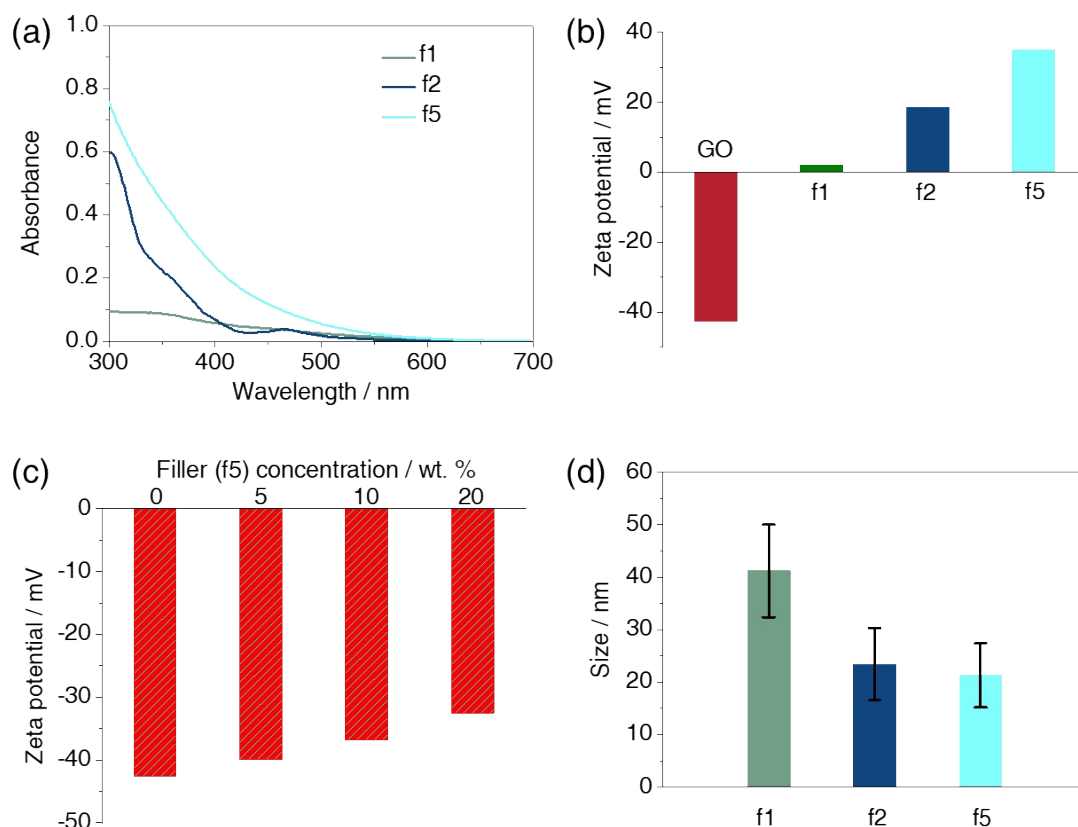 (a)
1.0
0.8
0.6
0.4
0.2
0.0
Absorbance
f1
f2
f5
300 400 500 600 700
Wavelength / nm
(b)
40
20
0
-20
-40
Zeta potential / mV
GO
f1 f2 f5
(c)
Filler (f5) concentration / wt. %
0 5 10 20
0
-10
-20
-30
-40
-50
Zeta potential / mV
(d)
60
50
40
30
20
10
0
Size / nm
f1 f2 f5